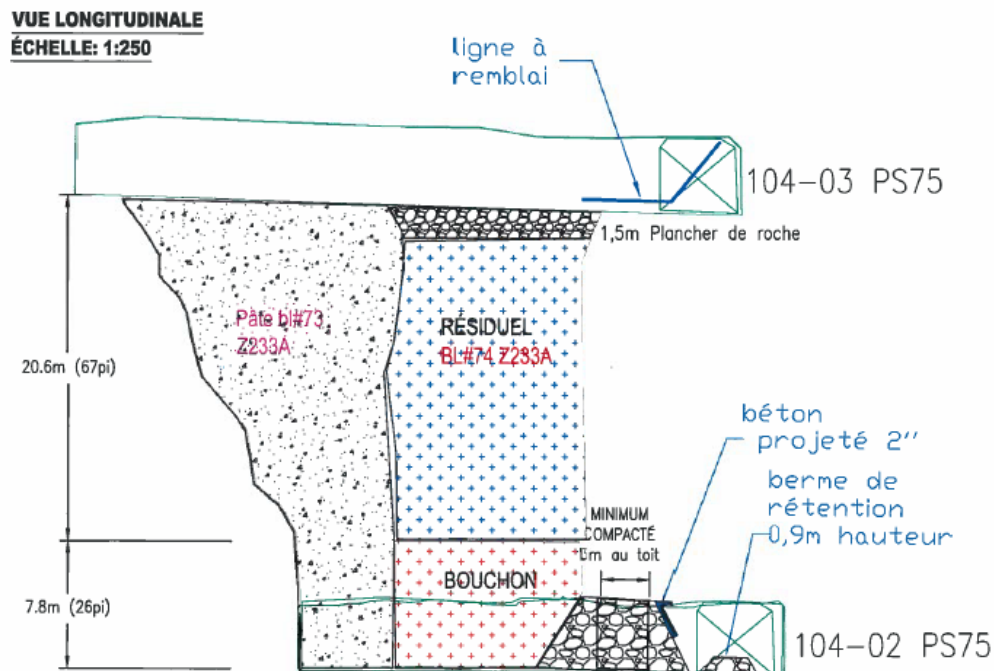 VUE LONGITUDINALE
ÉCHELLE: 1:250
ligne à
remblai
104-03 PS75
1,5m Plancher de roche
Pâte bl#73
Z233A
RÉSIDUEL
BL#74 Z233A
20.6m (67pi)
béton
projeté 2''
berme de
rétention
0,9m hauteur
MINIMUM
COMPACTÉ
1m au toit
BOUCHON
7.8m (26pi)
104-02 PS75